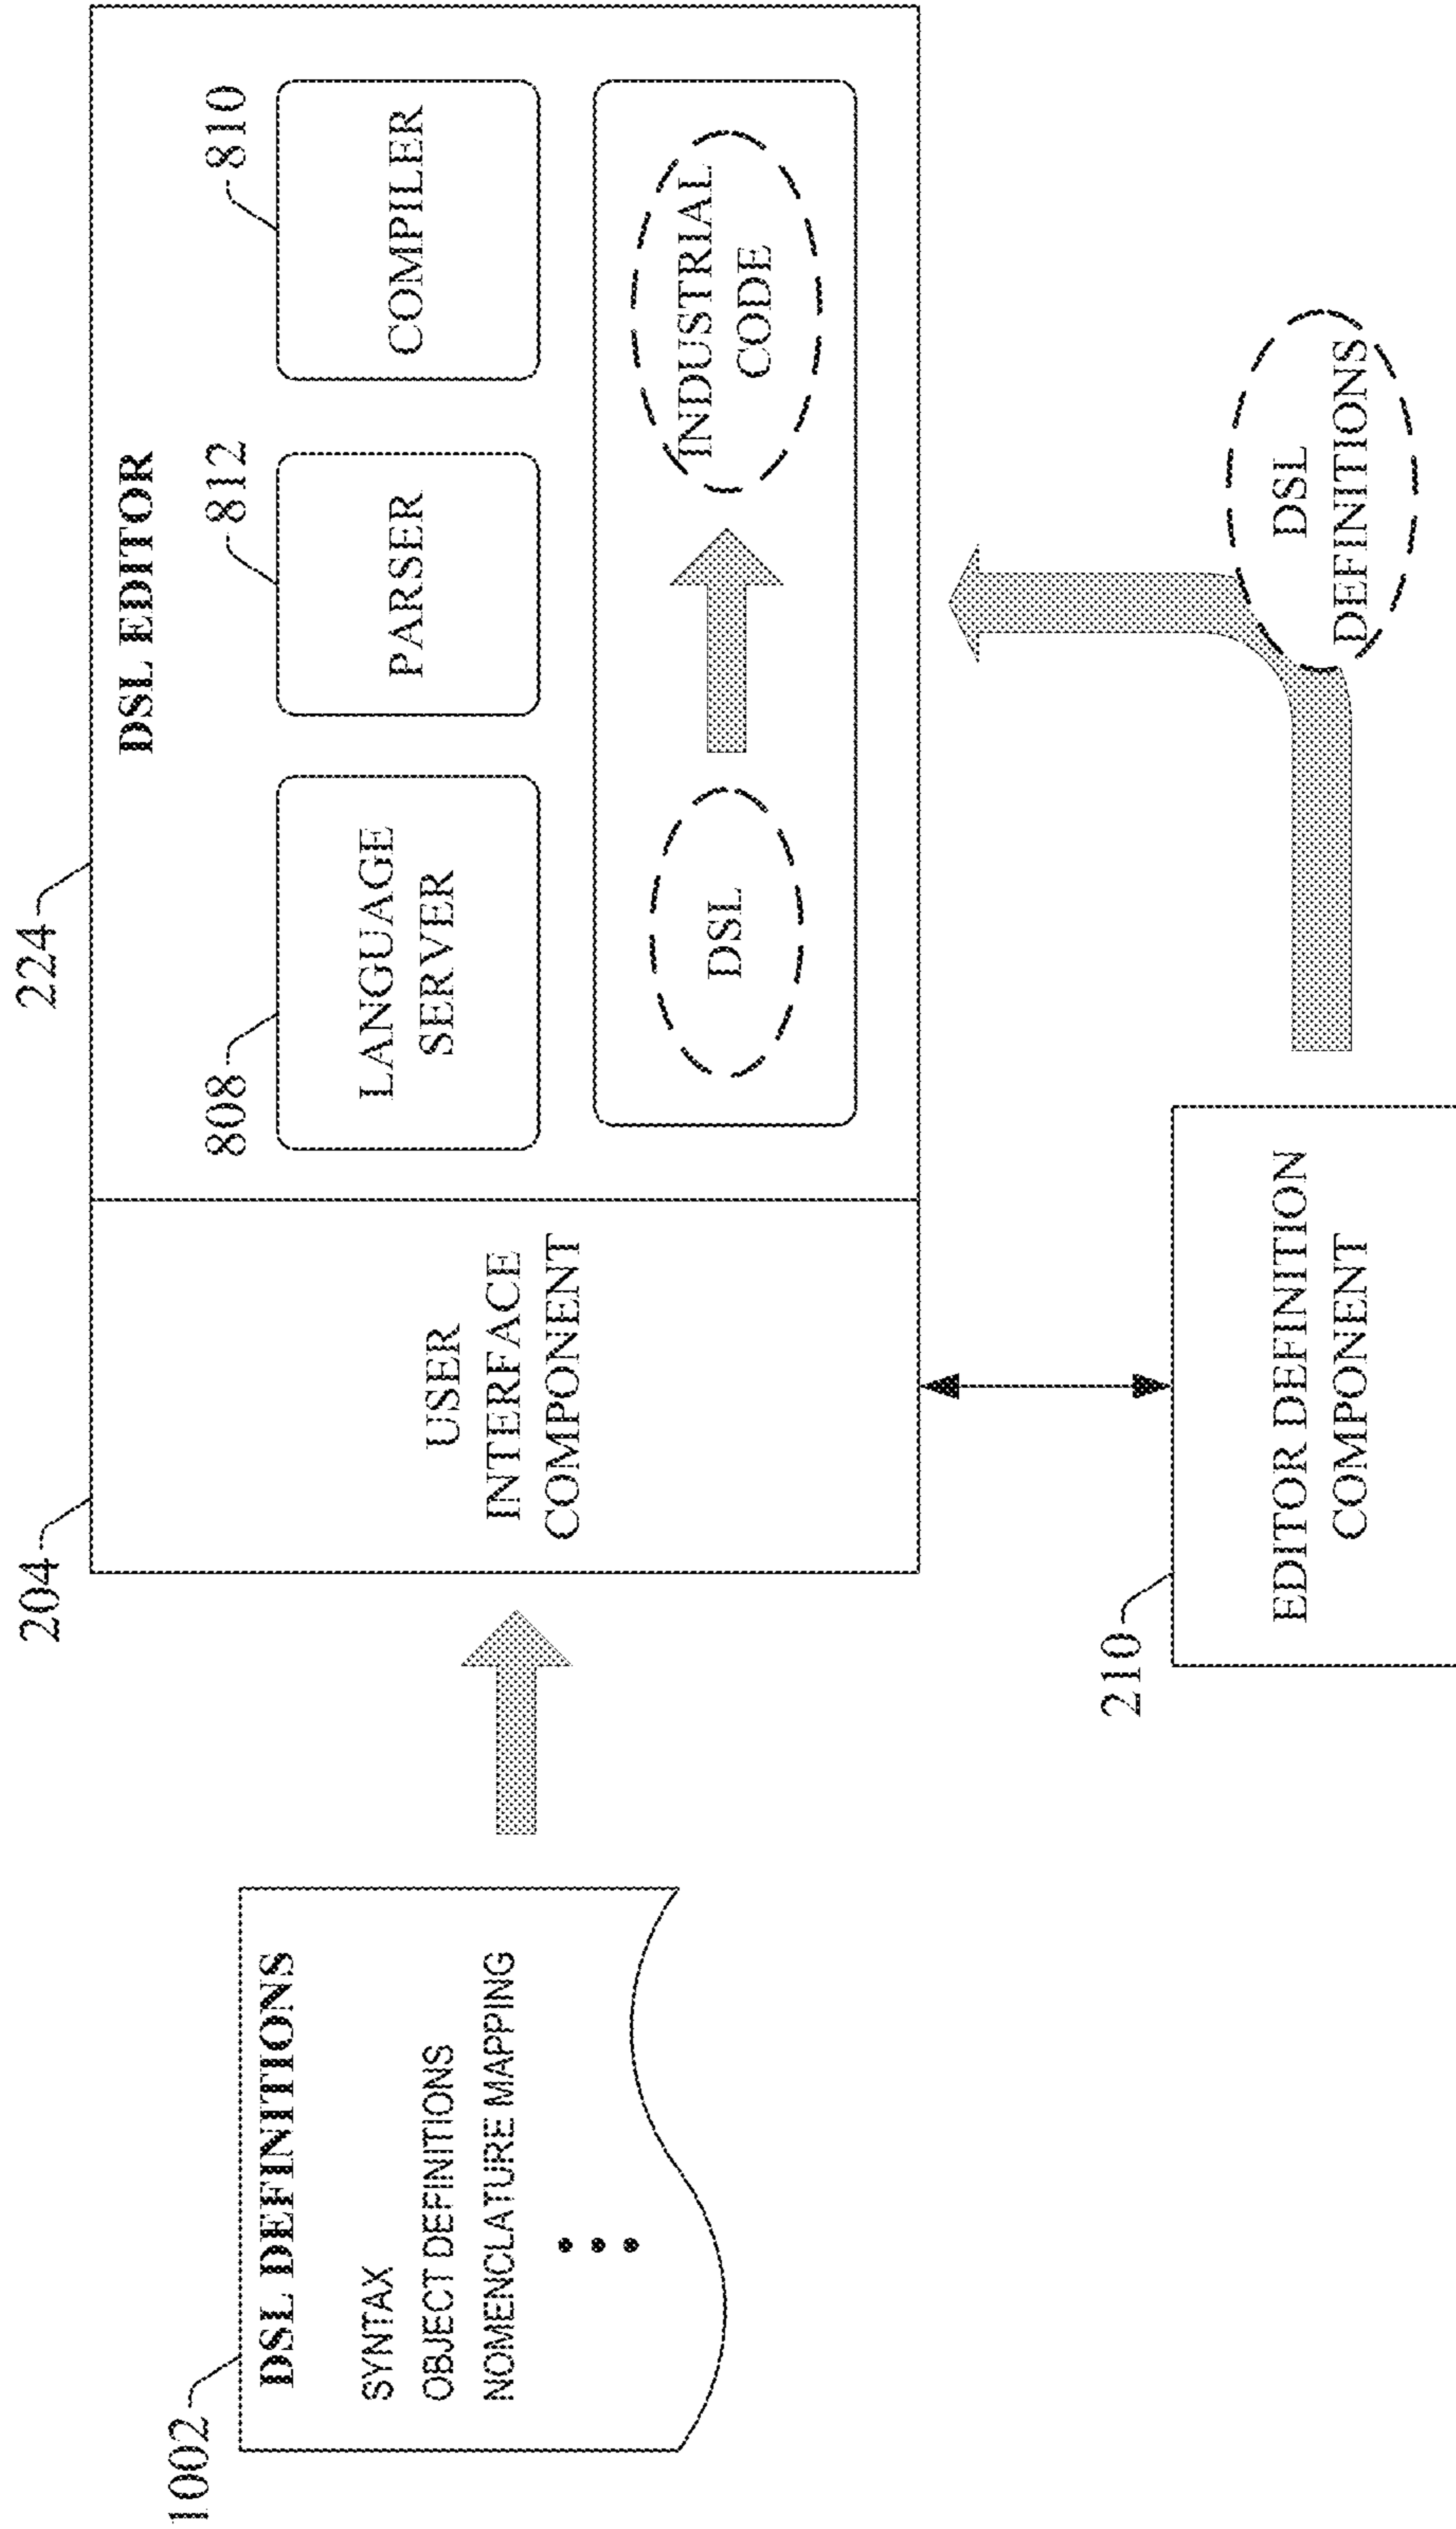 1002
DSL DEFINITIONS
SYNTAX
OBJECT DEFINITIONS
NOMENCLATURE MAPPING
204
USER
INTERFACE
COMPONENT
224
DSL EDITOR
808
LANGUAGE
SERVER
812
PARSER
810
COMPILER
DSL
INDUSTRIAL
CODE
210
EDITOR DEFINITION
COMPONENT
DSL
DEFINITIONS